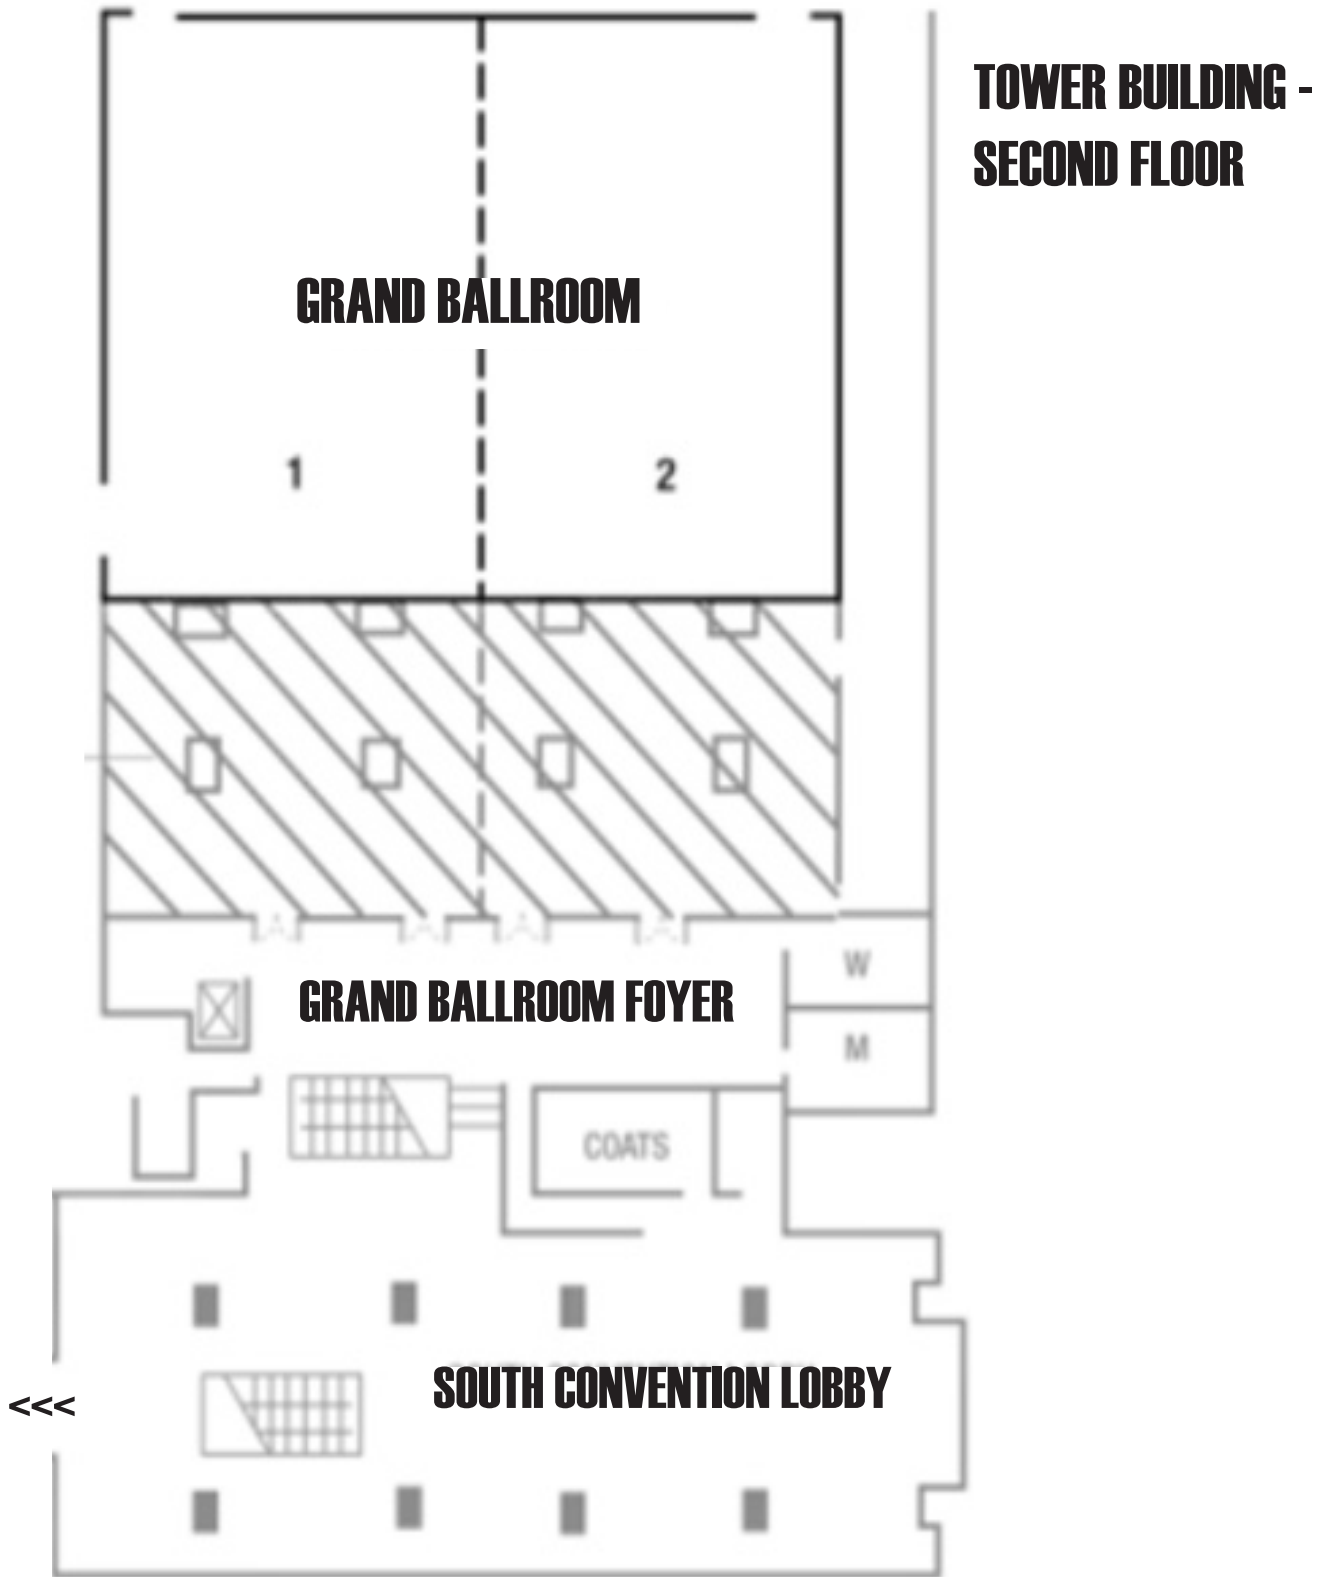 TOWER BUILDING -
SECOND FLOOR
GRAND BALLROOM
1
2
W
GRAND BALLROOM FOYER
M
COATS
SOUTH CONVENTION LOBBY
<<<